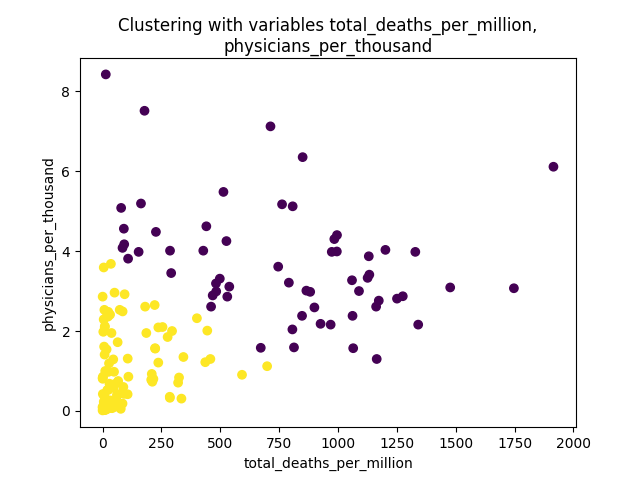 Clustering with variables total_deaths_per_million,
physicians_per_thousand
8
6
4
2
0
physicians_per_thousand
0 250 500 750 1000 1250 1500 1750 2000
total_deaths_per_million